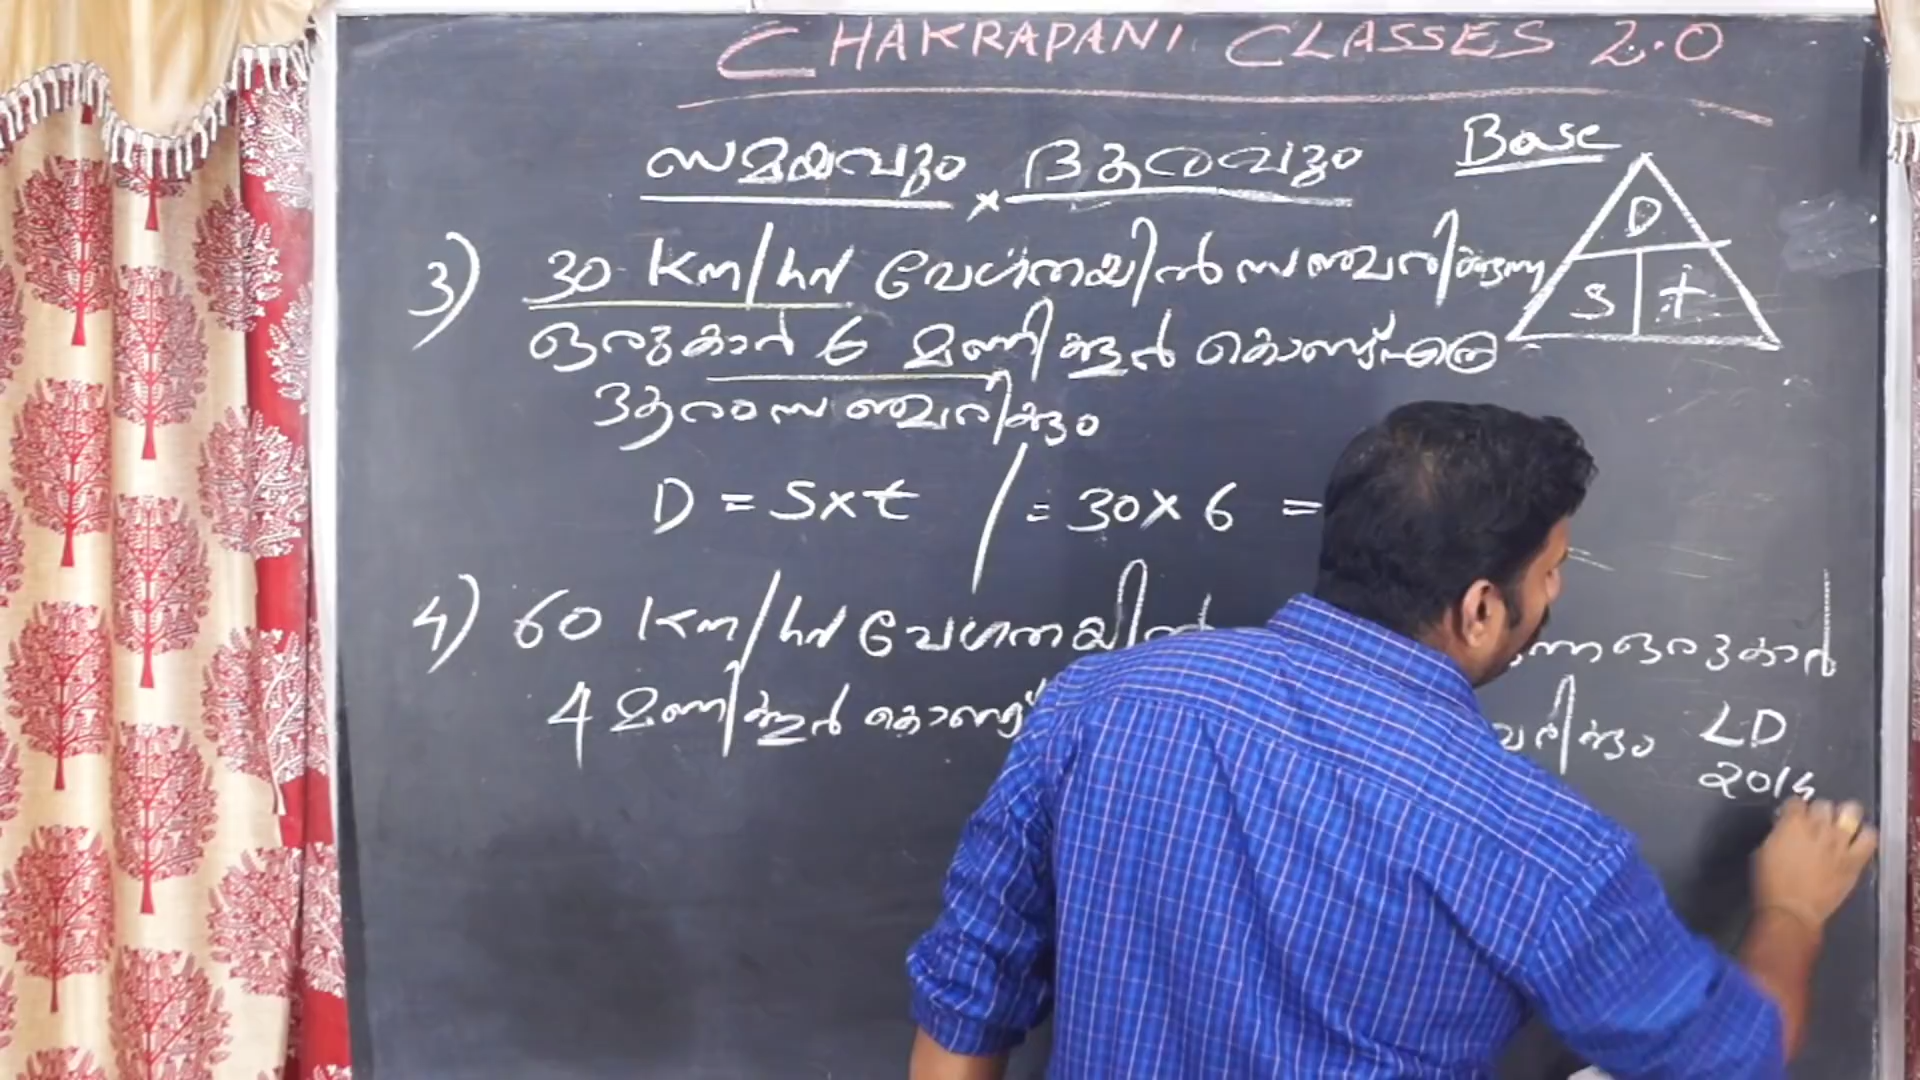 CHAKRAPANI CLASSES 2.0
സമയവും × ദൂരവും
Base
D
S t
3) 30 Km/hr വേഗതയിൽ സഞ്ചരിക്കുന്ന
ഒരു കാർ 6 മണിക്കൂർ കൊണ്ട് എത്ര
ദൂരം സഞ്ചരിക്കും
D = S×t / = 30×6 =
4) 60 Km/hr വേഗതയിൽ ന്ന ഒരു കാർ
4 മണിക്കൂർ കൊണ്ട് ചരിക്കും LD
2014